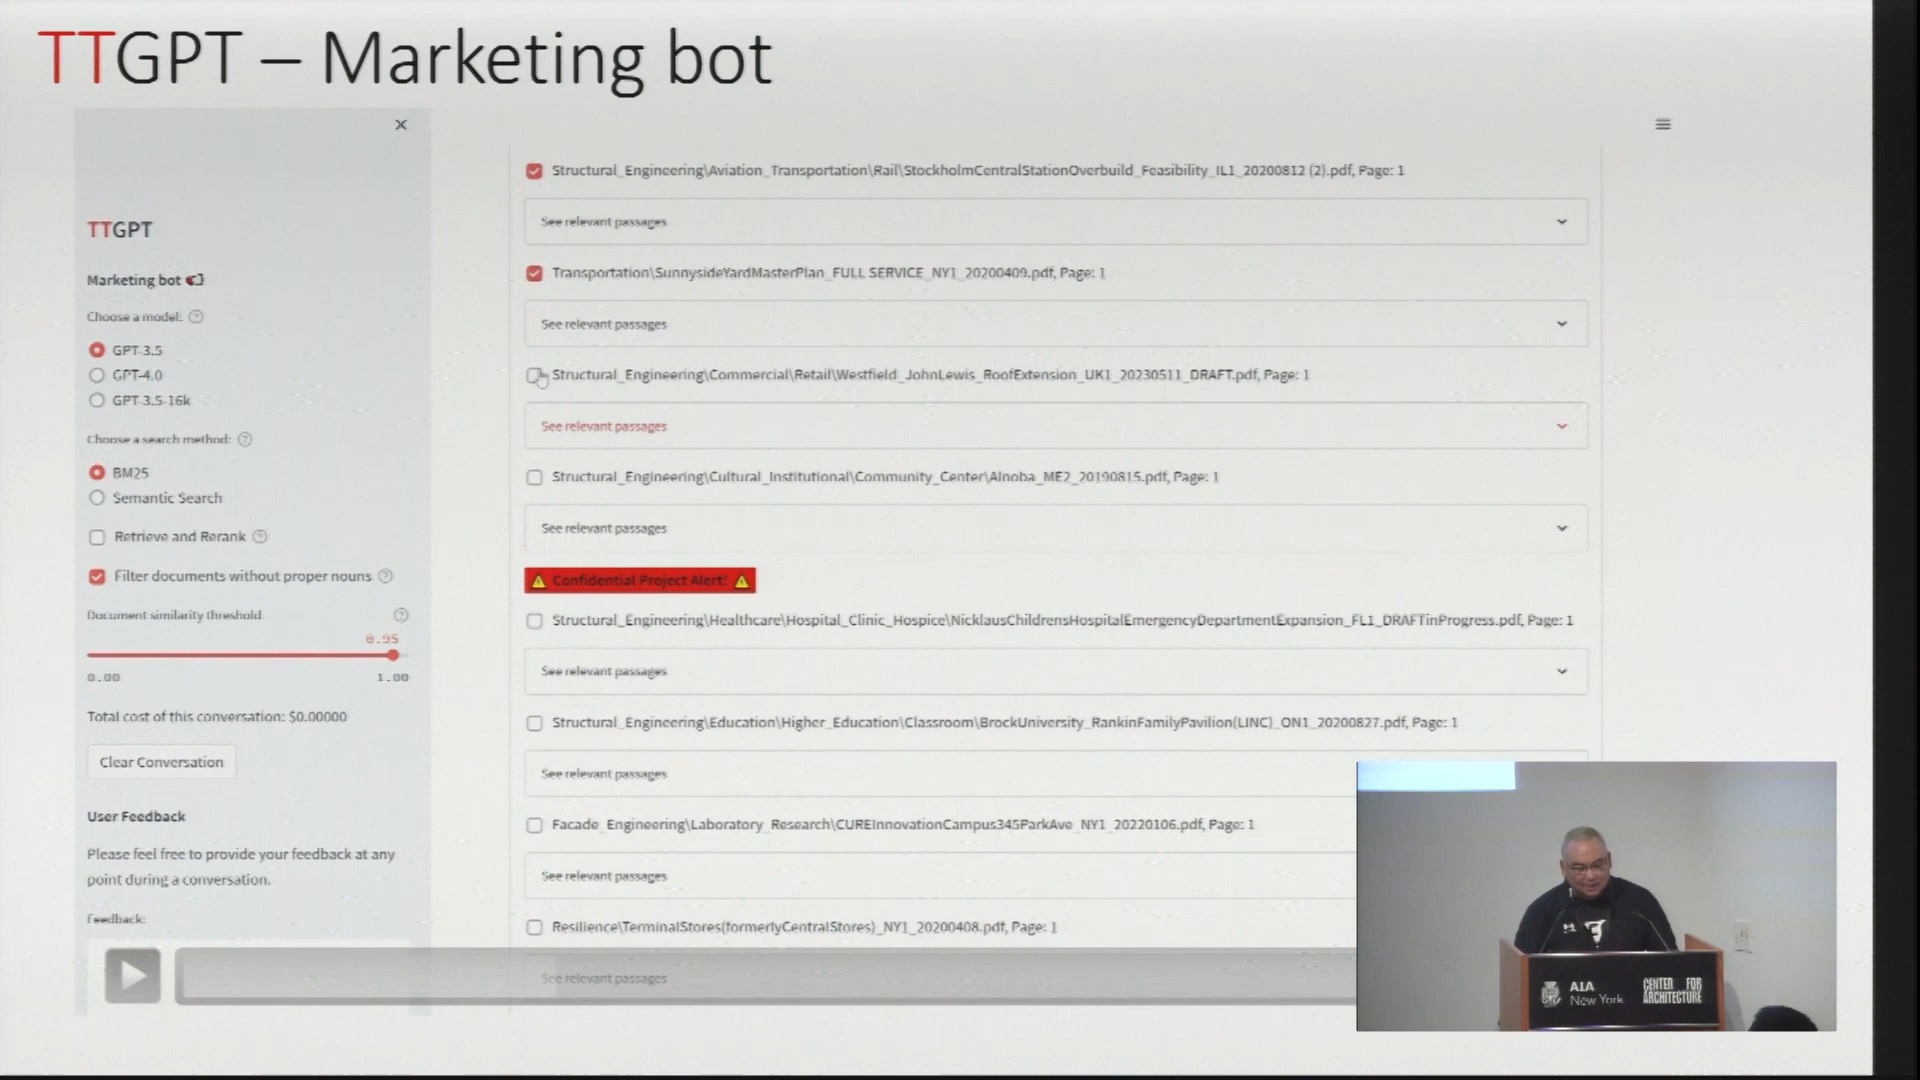 TTGPT – Marketing bot
TTGPT
Marketing bot
Choose a model:
GPT-3.5
GPT-4.0
GPT-3.5-16k
Choose a search method:
BM25
Semantic Search
Retrieve and Rerank
Filter documents without proper nouns
Document similarity threshold
0.95
0.00 1.00
Total cost of this conversation: $0.00000
Clear Conversation
User Feedback
Please feel free to provide your feedback at any
point during a conversation.
Feedback:
Structural_Engineering\Aviation_Transportation\Rail\StockholmCentralStationOverbuild_Feasibility_IL1_20200812 (2).pdf, Page: 1
See relevant passages
Transportation\SunnysideYardMasterPlan_FULL SERVICE_NY1_20200409.pdf, Page: 1
See relevant passages
Structural_Engineering\Commercial\Retail\Westfield_JohnLewis_RoofExtension_UK1_20230511_DRAFT.pdf, Page: 1
See relevant passages
Structural_Engineering\Cultural_Institutional\Community_Center\Alnoba_ME2_20190815.pdf, Page: 1
See relevant passages
Confidential Project Alert!
Structural_Engineering\Healthcare\Hospital_Clinic_Hospice\NicklausChildrensHospitalEmergencyDepartmentExpansion_FL1_DRAFTinProgress.pdf, Page: 1
See relevant passages
Structural_Engineering\Education\Higher_Education\Classroom\BrockUniversity_RankinFamilyPavilion(LINC)_ON1_20200827.pdf, Page: 1
See relevant passages
Facade_Engineering\Laboratory_Research\CUREInnovationCampus345ParkAve_NY1_20220106.pdf, Page: 1
See relevant passages
Resilience\TerminalStores(formerlyCentralStores)_NY1_20200408.pdf, Page: 1
See relevant passages
AIA
New York
CENTER FOR
ARCHITECTURE